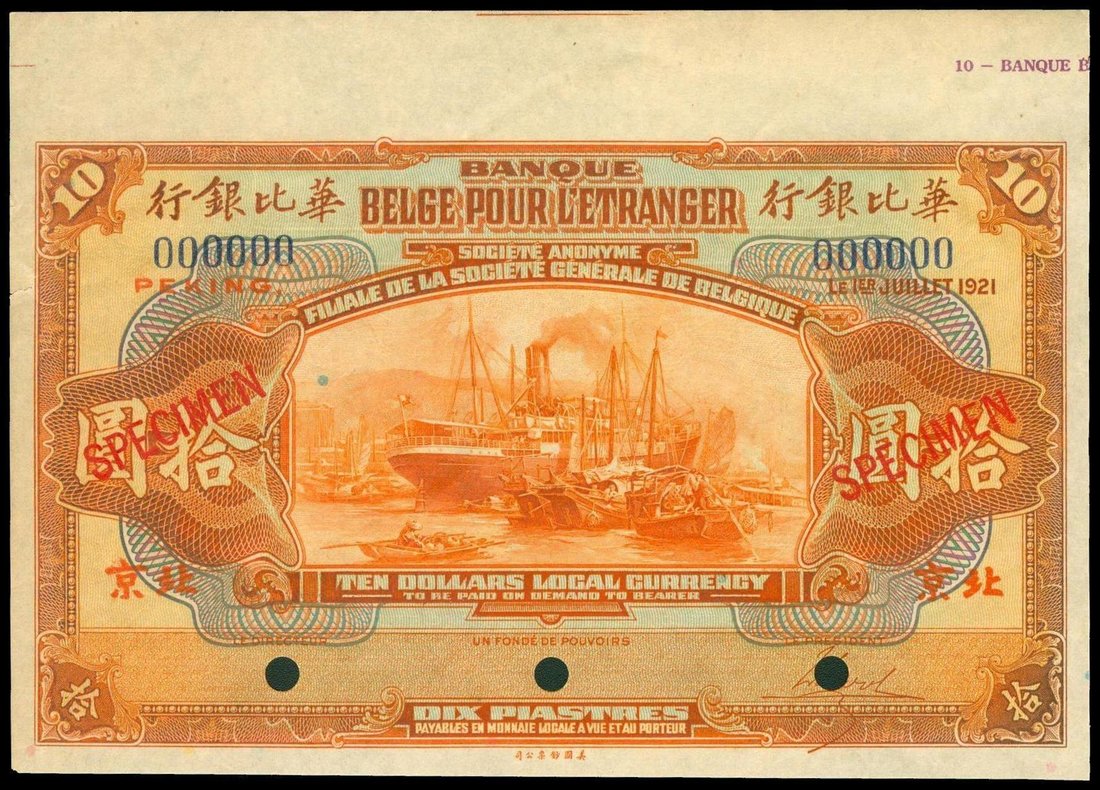 10 — BANQUE B
10
BANQUE
10
華比銀行
BELGE POUR L'ETRANGER
華比銀行
000000
SOCIÉTÉ ANONYME
000000
PEKING,
FILIALE DE LA SOCIÉTÉ GÉNÉRALE DE BELGIQUE
LE 1ER JUILLET 1921
拾圓
SPECIMEN
拾圓
SPECIMEN
北京
TEN DOLLARS LOCAL CURRENCY
北京
TO BE PAID ON DEMAND TO BEARER
LE DIRECTEUR
UN FONDÉ DE POUVOIRS
LE PRÉSIDENT
拾
DIX PIASTRES
拾
PAYABLES EN MONNAIE LOCALE A VUE ET AU PORTEUR
美國鈔票公司